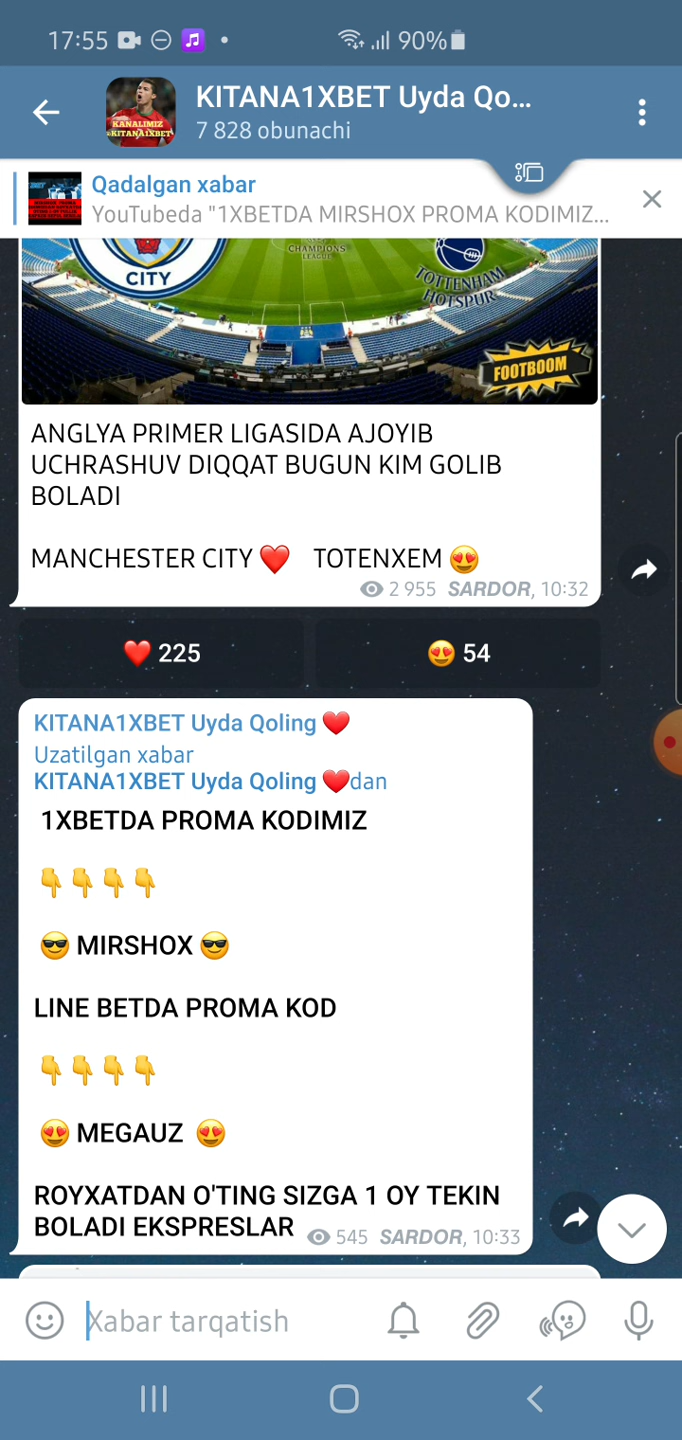 17:55
90%
KITANA1XBET Uyda Qo...
7 828 obunachi
KANALIMIZ
KITANA1XBET
Qadalgan xabar
YouTubeda "1XBETDA MIRSHOX PROMA KODIMIZ...
CITY
CHAMPIONS
LEAGUE
TOTTENHAM
HOTSPUR
FOOTBOOM
ANGLYA PRIMER LIGASIDA AJOYIB
UCHRASHUV DIQQAT BUGUN KIM GOLIB
BOLADI
MANCHESTER CITY ❤️ TOTENXEM 😍
2 955 SARDOR, 10:32
❤️ 225
😍 54
KITANA1XBET Uyda Qoling ❤️
Uzatilgan xabar
KITANA1XBET Uyda Qoling ❤️dan
1XBETDA PROMA KODIMIZ
👇👇👇👇
😎 MIRSHOX 😎
LINE BETDA PROMA KOD
👇👇👇👇
😍 MEGAUZ 😍
ROYXATDAN O'TING SIZGA 1 OY TEKIN
BOLADI EKSPRESLAR
545 SARDOR, 10:33
Xabar tarqatish